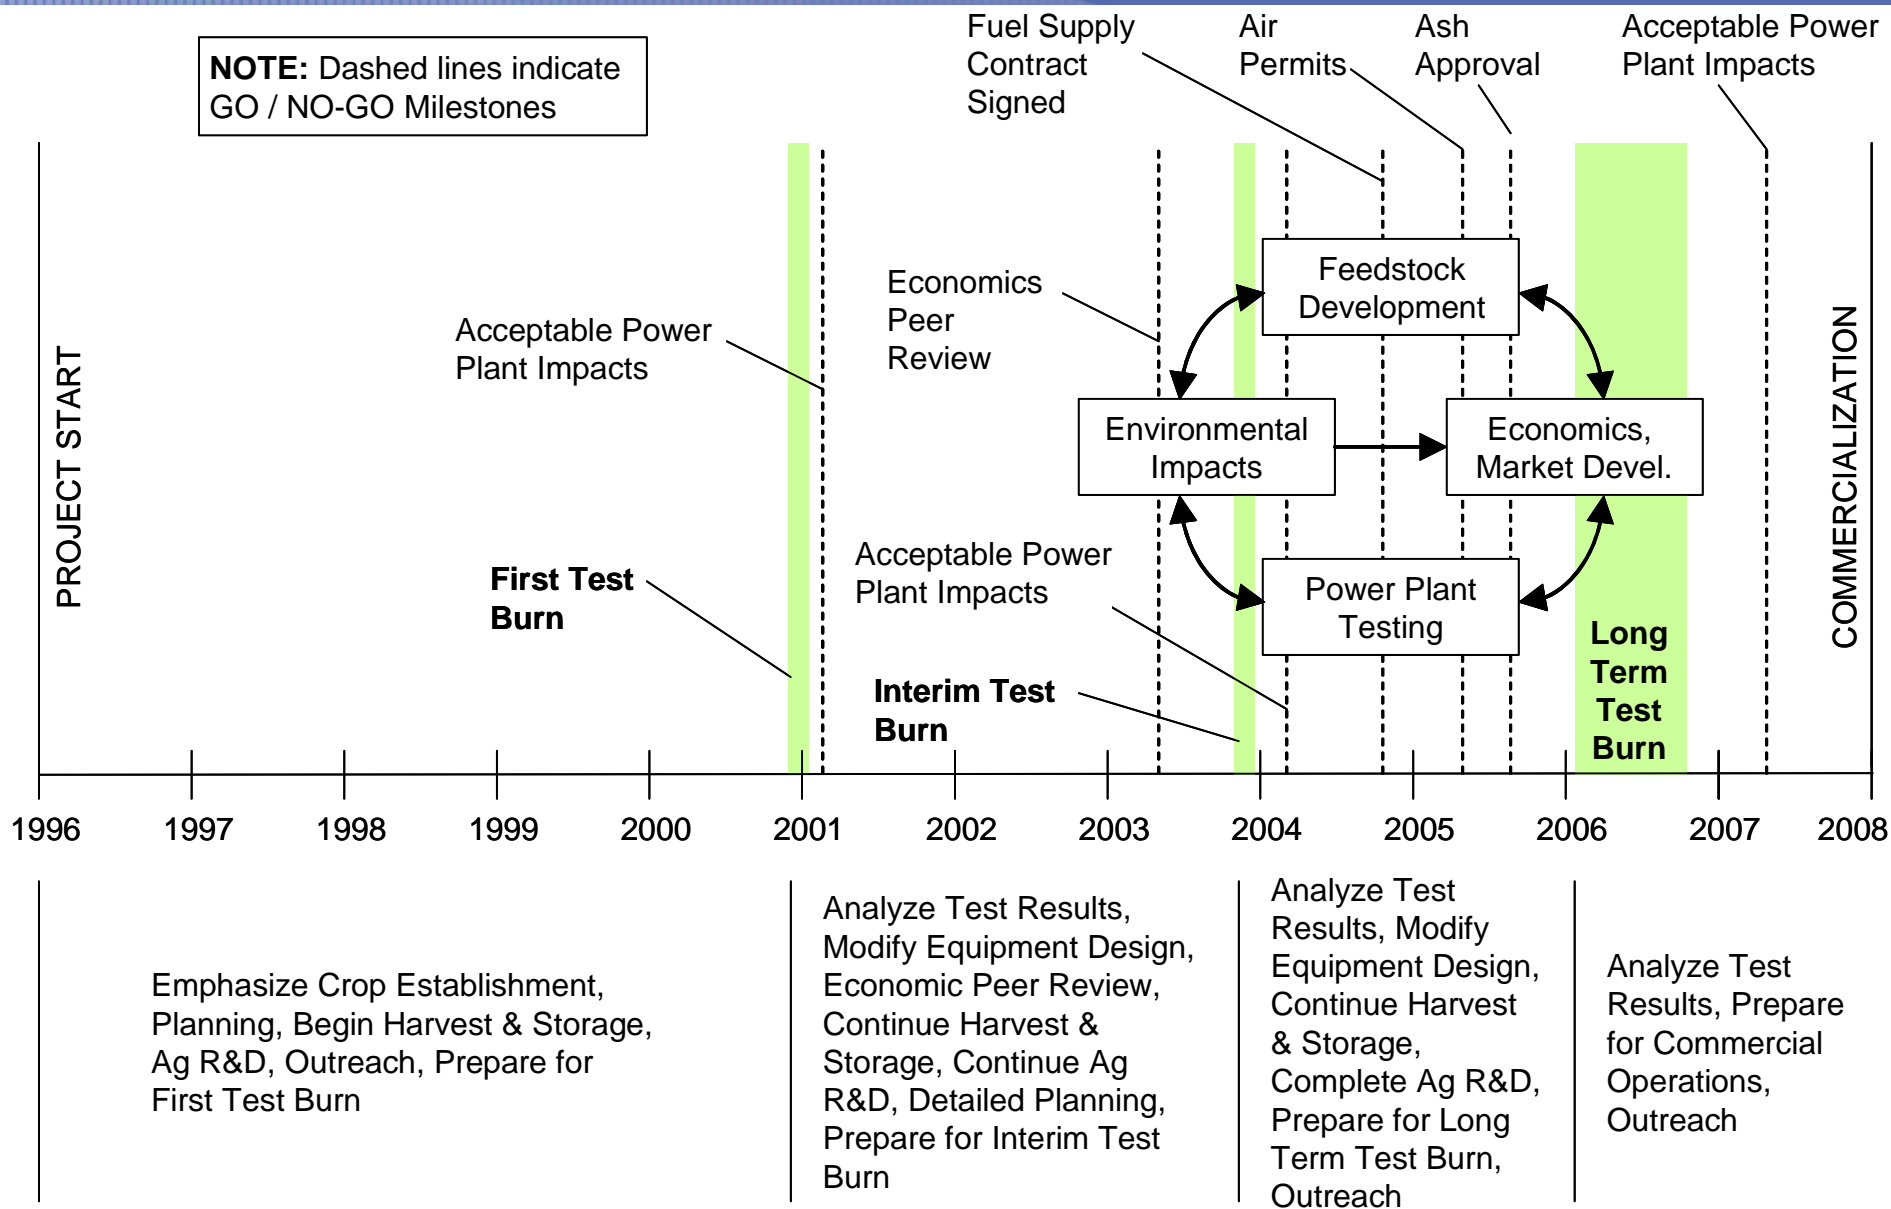 NOTE: Dashed lines indicate
GO / NO-GO Milestones
Fuel Supply
Contract
Signed
Air
Permits
Ash
Approval
Acceptable Power
Plant Impacts
PROJECT START
Acceptable Power
Plant Impacts
First Test
Burn
Economics
Peer
Review
Acceptable Power
Plant Impacts
Interim Test
Burn
Feedstock
Development
Environmental
Impacts
Economics,
Market Devel.
Power Plant
Testing
Long
Term
Test
Burn
COMMERCIALIZATION
1996 1997 1998 1999 2000 2001 2002 2003 2004 2005 2006 2007 2008
Emphasize Crop Establishment,
Planning, Begin Harvest & Storage,
Ag R&D, Outreach, Prepare for
First Test Burn
Analyze Test Results,
Modify Equipment Design,
Economic Peer Review,
Continue Harvest &
Storage, Continue Ag
R&D, Detailed Planning,
Prepare for Interim Test
Burn
Analyze Test
Results, Modify
Equipment Design,
Continue Harvest
& Storage,
Complete Ag R&D,
Prepare for Long
Term Test Burn,
Outreach
Analyze Test
Results, Prepare
for Commercial
Operations,
Outreach